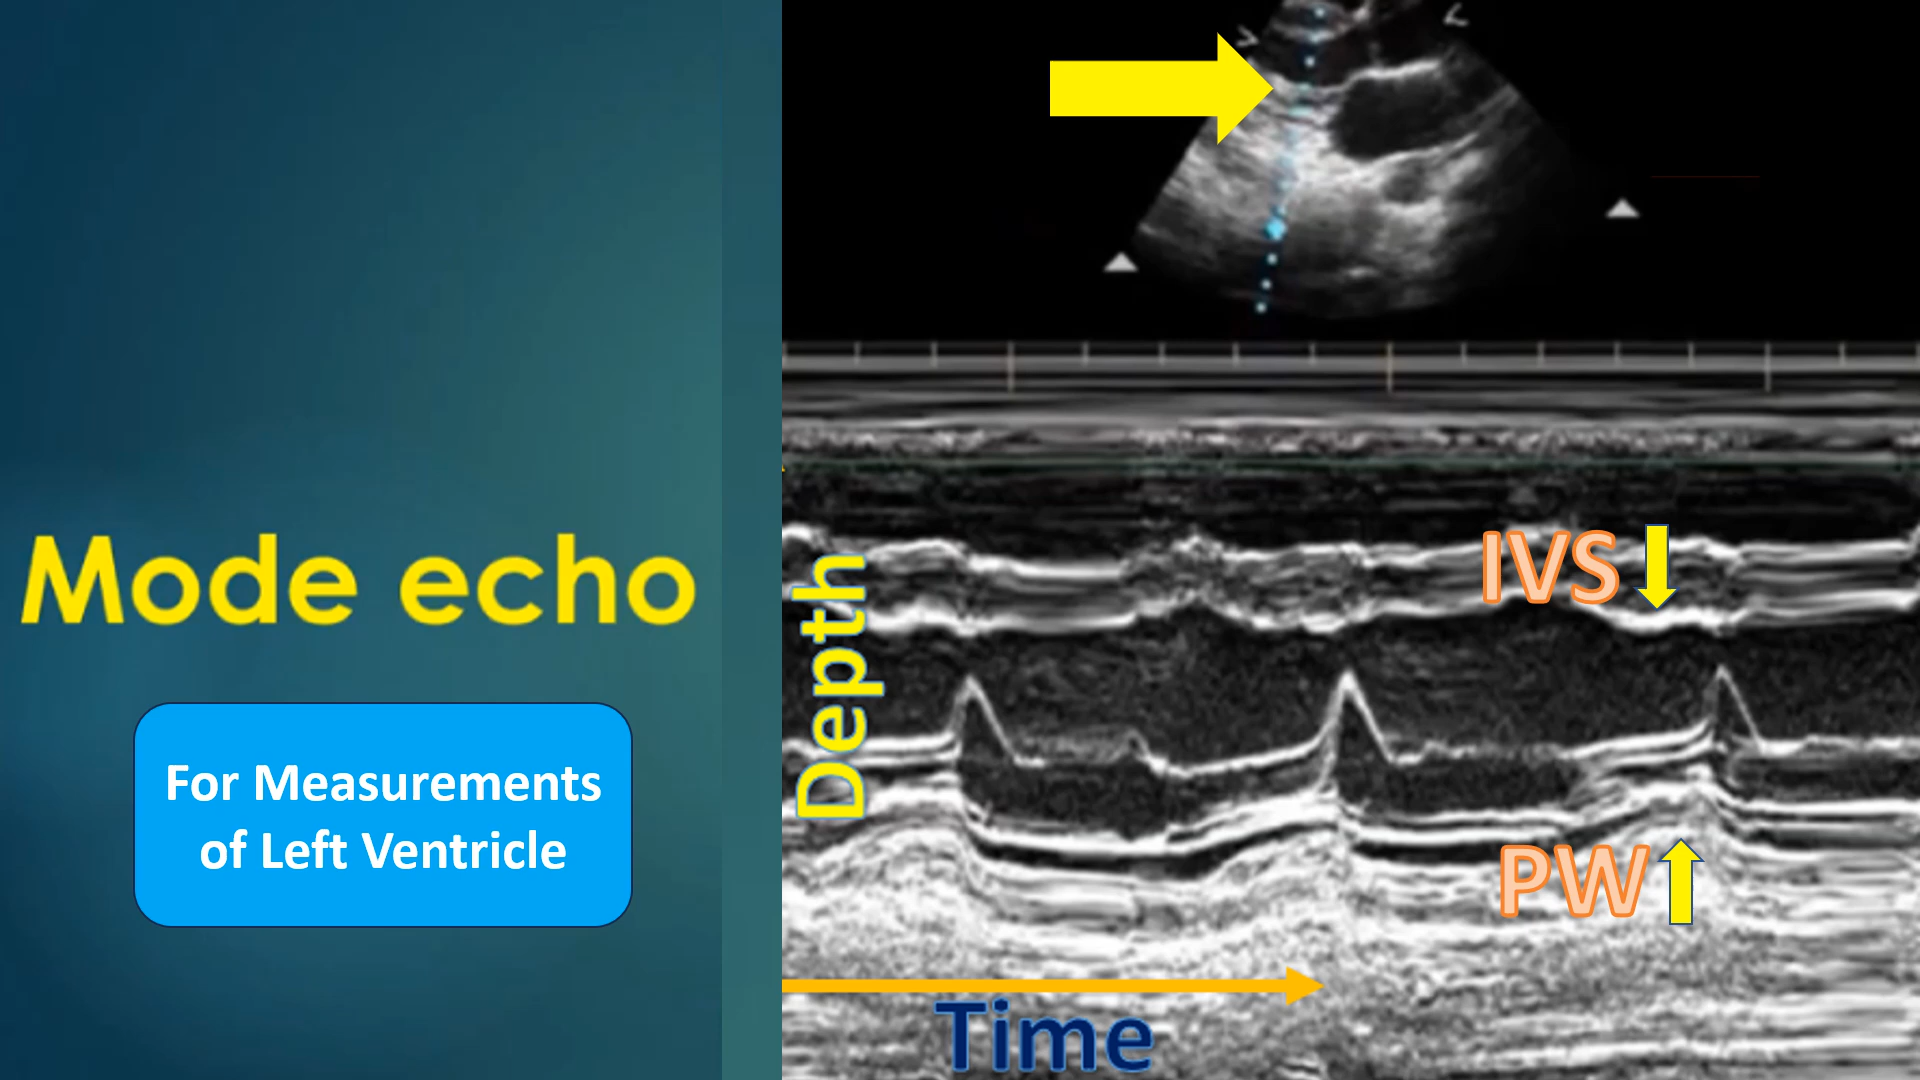 Mode echo
For Measurements
of Left Ventricle
Depth
IVS
PW
Time